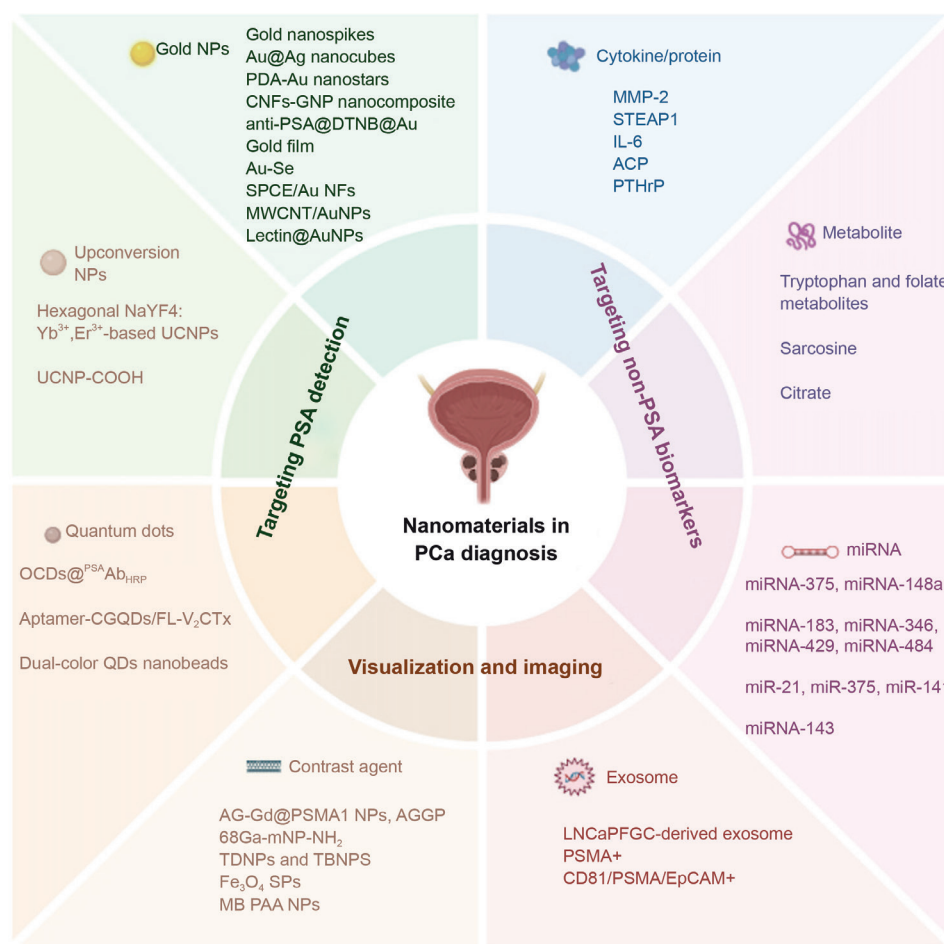 Gold NPs
Gold nanospikes
Au@Ag nanocubes
PDA-Au nanostars
CNFs-GNP nanocomposite
anti-PSA@DTNB@Au
Gold film
Au-Se
SPCE/Au NFs
MWCNT/AuNPs
Lectin@AuNPs
Cytokine/protein
MMP-2
STEAP1
IL-6
ACP
PTHrP
Upconversion
NPs
Hexagonal NaYF4:
Yb³⁺,Er³⁺-based UCNPs
UCNP-COOH
Metabolite
Tryptophan and folate
metabolites
Sarcosine
Citrate
Targeting PSA detection
Targeting non-PSA biomarkers
Nanomaterials in
PCa diagnosis
Visualization and imaging
Quantum dots
OCDs@ᴾˢᴬAb_HRP
Aptamer-CGQDs/FL-V₂CTx
Dual-color QDs nanobeads
miRNA
miRNA-375, miRNA-148a
miRNA-183, miRNA-346,
miRNA-429, miRNA-484
miR-21, miR-375, miR-141
miRNA-143
Contrast agent
AG-Gd@PSMA1 NPs, AGGP
68Ga-mNP-NH₂
TDNPs and TBNPS
Fe₃O₄ SPs
MB PAA NPs
Exosome
LNCaPFGC-derived exosome
PSMA+
CD81/PSMA/EpCAM+